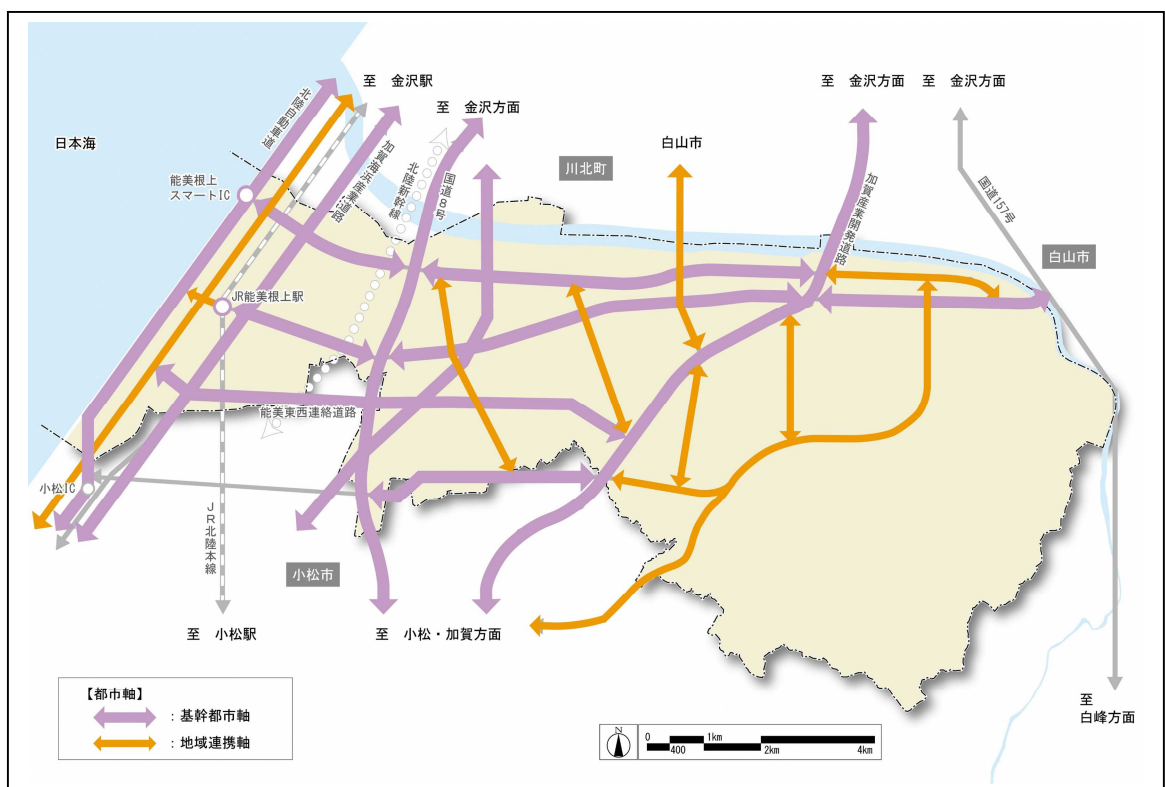 至 金沢駅
至 金沢方面
至 金沢方面
至 金沢方面
日本海
北陸自動車道
加賀海浜産業道路
北陸新幹線
国道8号
白山市
川北町
加賀産業開発道路
国道157号
白山市
能美根上
スマートIC
JR能美根上駅
能美東西連絡道路
小松IC
JR北陸本線
小松市
至 小松駅
至 小松・加賀方面
至
白峰方面
【都市軸】
：基幹都市軸
：地域連携軸
N
0 1km
400 2km 4km